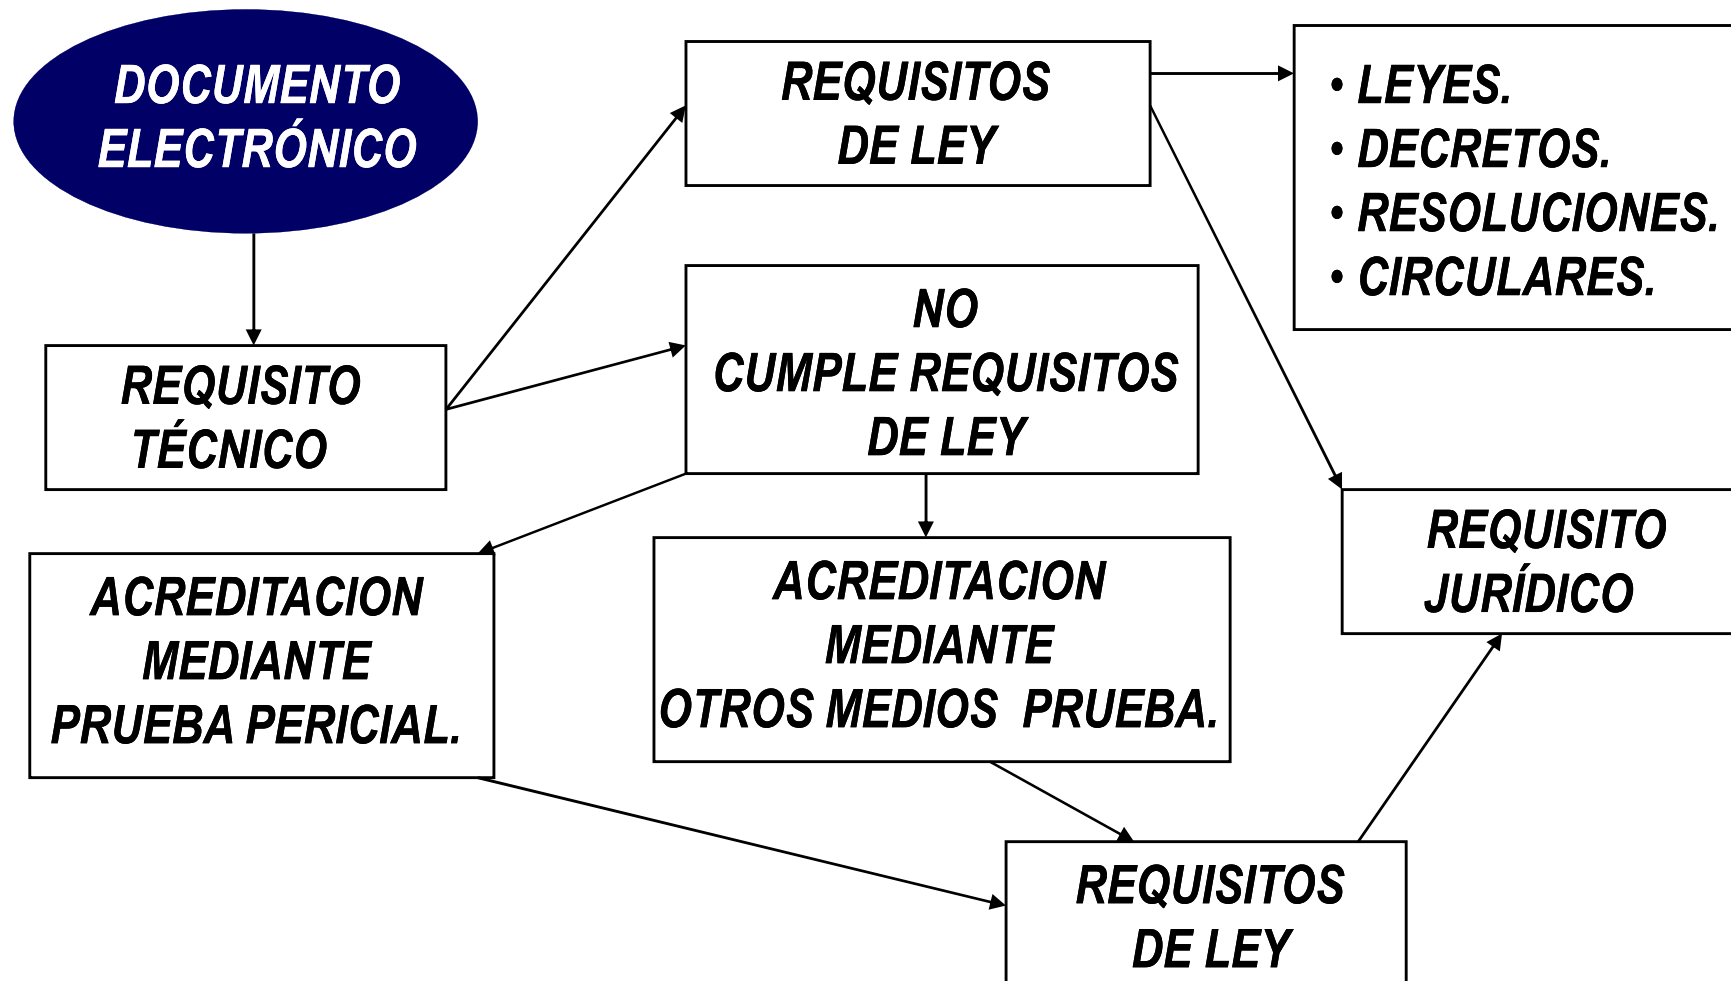 DOCUMENTO
ELECTRÓNICO
REQUISITOS
DE LEY
• LEYES.
• DECRETOS.
• RESOLUCIONES.
• CIRCULARES.
NO
CUMPLE REQUISITOS
DE LEY
REQUISITO
TÉCNICO
REQUISITO
JURÍDICO
ACREDITACION
MEDIANTE
PRUEBA PERICIAL.
ACREDITACION
MEDIANTE
OTROS MEDIOS PRUEBA.
REQUISITOS
DE LEY